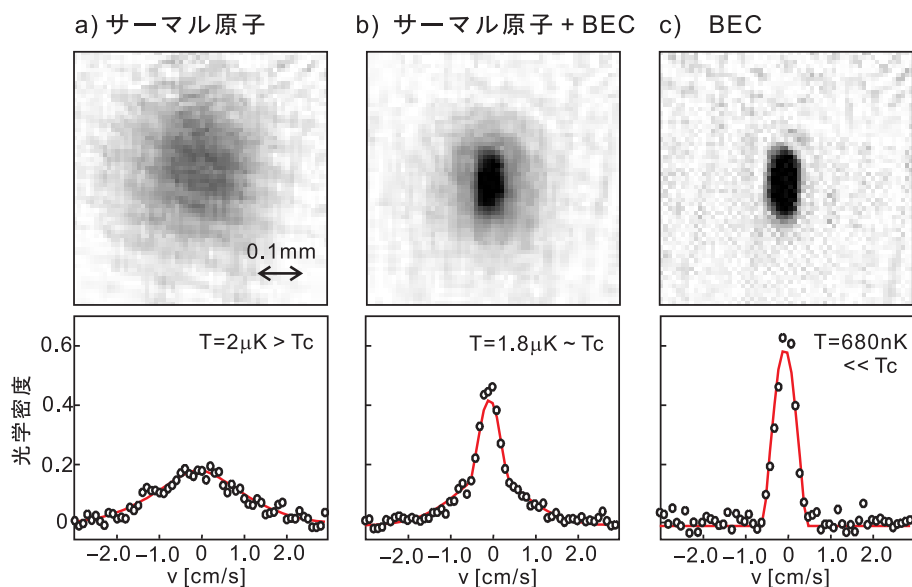 a) サーマル原子
b) サーマル原子 + BEC
c) BEC
0.1mm
光学密度
0.6
0.4
0.2
0
T=2μK > Tc
−2.0 −1.0 0 1.0 2.0
v [cm/s]
T=1.8μK ~ Tc
−2.0 −1.0 0 1.0 2.0
v [cm/s]
T=680nK
<< Tc
−2.0 −1.0 0 1.0 2.0
v [cm/s]